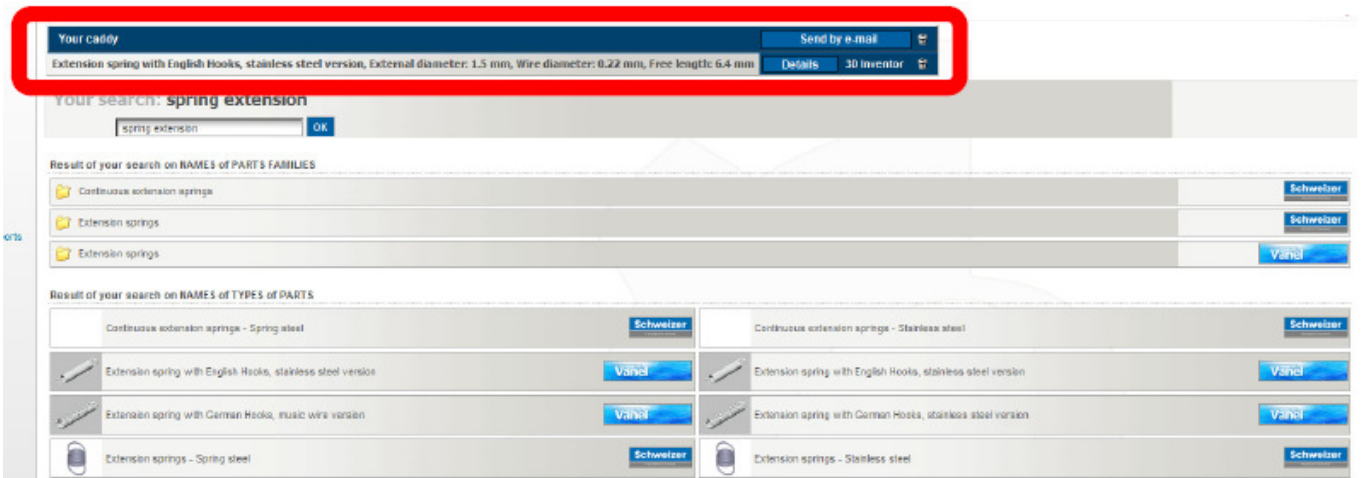 Your caddy Send by e-mail
Extension spring with English Hooks, stainless steel version, External diameter: 1.5 mm, Wire diameter: 0.22 mm, Free length: 6.4 mm Details 3D Inventor
Your search: spring extension
spring extension OK
Result of your search on NAMES of PARTS FAMILIES
Continuous extension springs Schweizer
Extension springs Schweizer
orts
Extension springs Vanel
Result of your search on NAMES of TYPES of PARTS
Continuous extension springs - Spring steel Schweizer Continuous extension springs - Stainless steel Schweizer
Extension spring with English Hooks, stainless steel version Vanel Extension spring with English Hooks, stainless steel version Vanel
Extension spring with German Hooks, music wire version Vanel Extension spring with German Hooks, stainless steel version Vanel
Extension springs - Spring steel Schweizer Extension springs - Stainless steel Schweizer